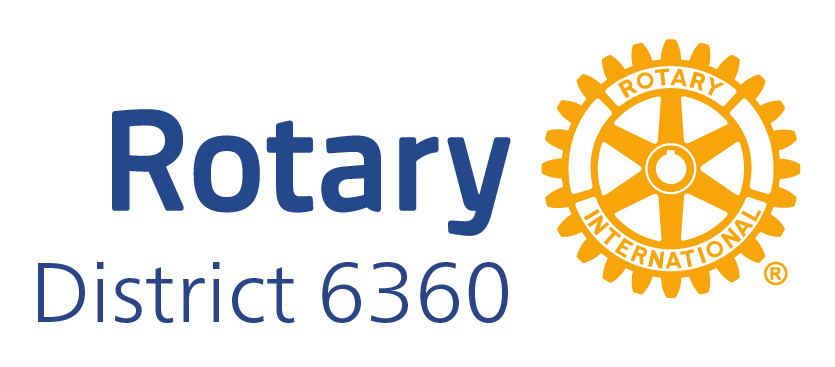 Rotary
District 6360
ROTARY
INTERNATIONAL
®